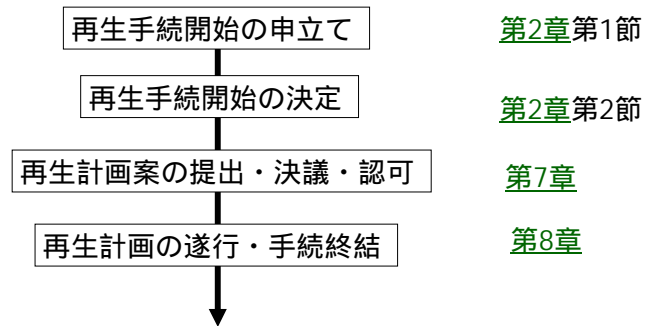 再生手続開始の申立て 第2章第1節
再生手続開始の決定 第2章第2節
再生計画案の提出・決議・認可 第7章
再生計画の遂行・手続終結 第8章